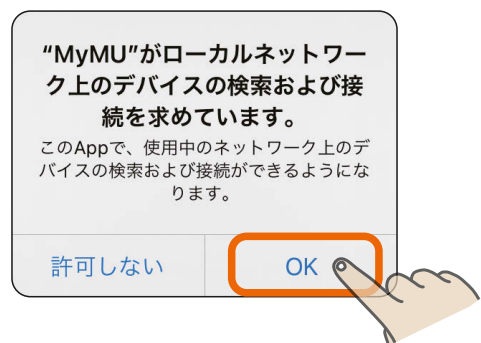 “MyMU”がローカルネットワー
ク上のデバイスの検索および接
続を求めています。
このAppで、使用中のネットワーク上のデ
バイスの検索および接続ができるようにな
ります。
許可しない
OK